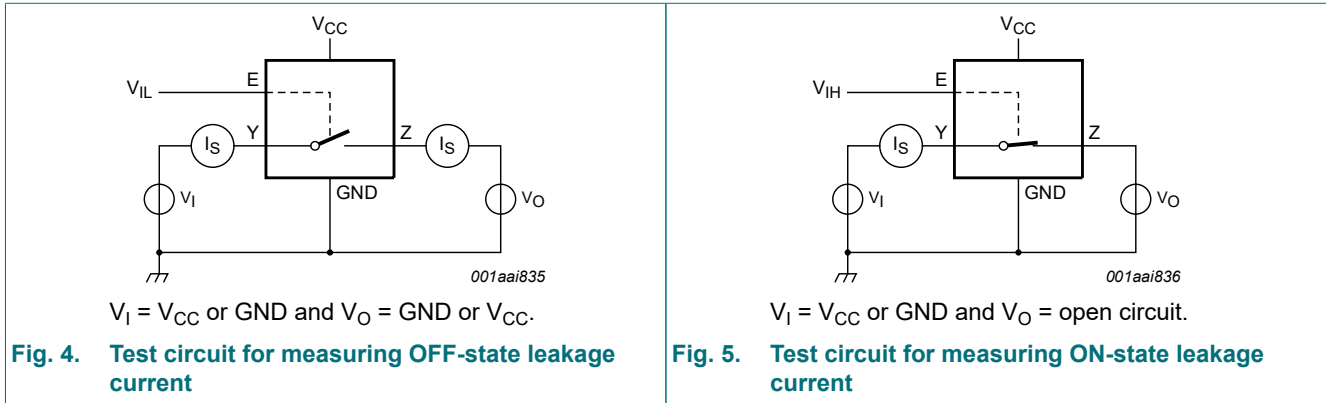 VCC
VIL
E
IS
Y
Z
IS
VI
GND
VO
001aai835
VI = VCC or GND and VO = GND or VCC.
Fig. 4. Test circuit for measuring OFF-state leakage
current
VCC
VIH
E
IS
Y
Z
VI
GND
VO
001aai836
VI = VCC or GND and VO = open circuit.
Fig. 5. Test circuit for measuring ON-state leakage
current